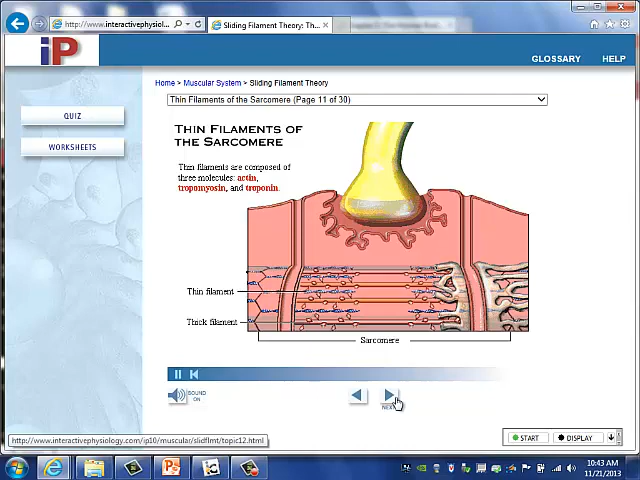 http://www.interactivephysiol...
Sliding Filament Theory: Th...
iP
GLOSSARY
HELP
Home > Muscular System > Sliding Filament Theory
Thin Filaments of the Sarcomere (Page 11 of 30)
QUIZ
WORKSHEETS
THIN FILAMENTS OF
THE SARCOMERE
Thin filaments are composed of
three molecules: actin,
tropomyosin, and troponin.
Thin filament
Thick filament
Sarcomere
SOUND
ON
NEXT
http://www.interactivephysiology.com/ip10/muscular/slidflmt/topic12.html
START
DISPLAY
10:43 AM
11/21/2013